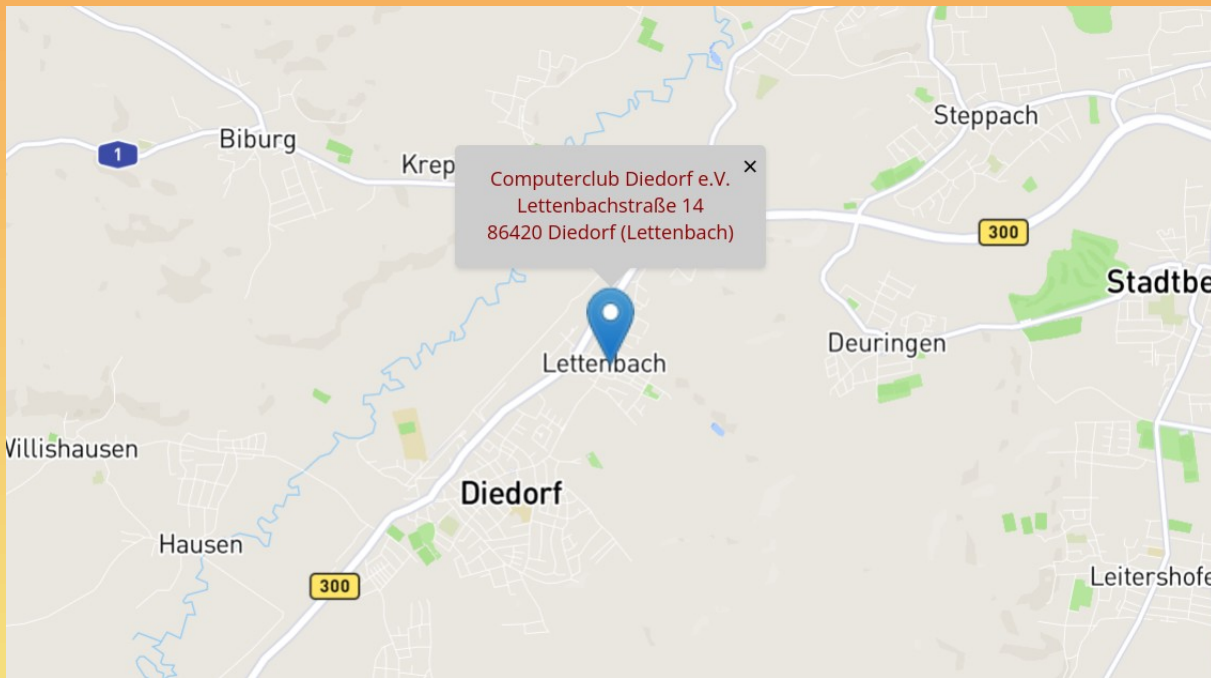 Steppach
Biburg
1
Krep
Computerclub Diedorf e.V.
Lettenbachstraße 14
86420 Diedorf (Lettenbach)
×
300
Stadtbe
Deuringen
Lettenbach
Willishausen
Diedorf
Hausen
300
Leitershofe